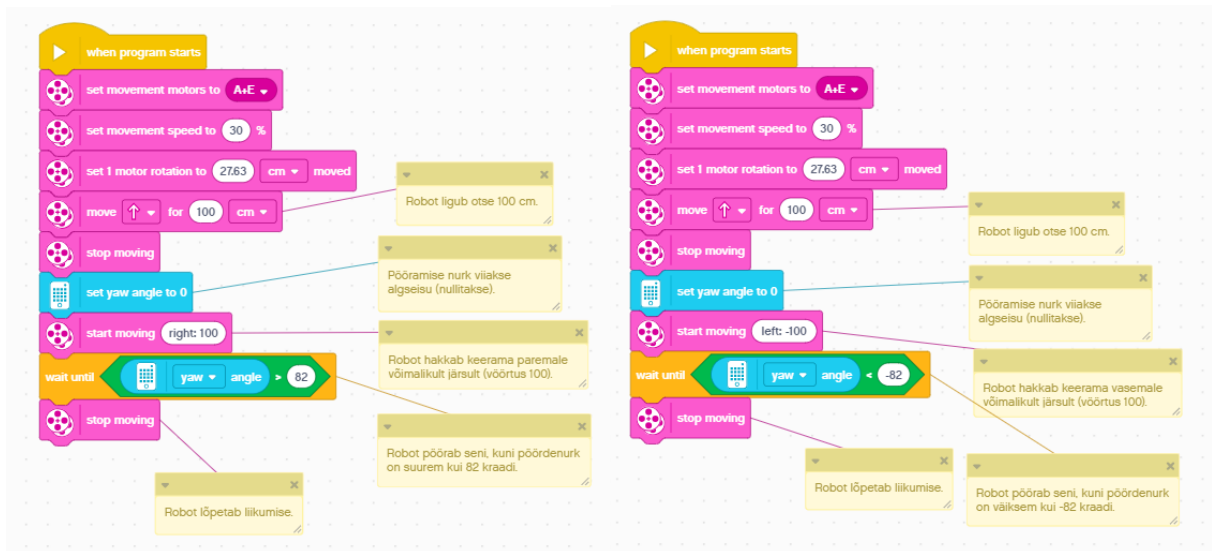 when program starts
set movement motors to A+E
set movement speed to 30 %
set 1 motor rotation to 27.63 cm moved
move for 100 cm
stop moving
set yaw angle to 0
start moving right: 100
wait until yaw angle > 82
stop moving
Robot ligub otse 100 cm.
Pööramise nurk viiakse
algseisu (nullitakse).
Robot hakkab keerama paremale
võimalikult järsult (vöörtus 100).
Robot pöörab seni, kuni pöördenurk
on suurem kui 82 kraadi.
Robot lõpetab liikumise.
when program starts
set movement motors to A+E
set movement speed to 30 %
set 1 motor rotation to 27.63 cm moved
move for 100 cm
stop moving
set yaw angle to 0
start moving left: -100
wait until yaw angle < -82
stop moving
Robot ligub otse 100 cm.
Pööramise nurk viiakse
algseisu (nullitakse).
Robot hakkab keerama vasemale
võimalikult järsult (vöörtus 100).
Robot lõpetab liikumise.
Robot pöörab seni, kuni pöördenurk
on väiksem kui -82 kraadi.